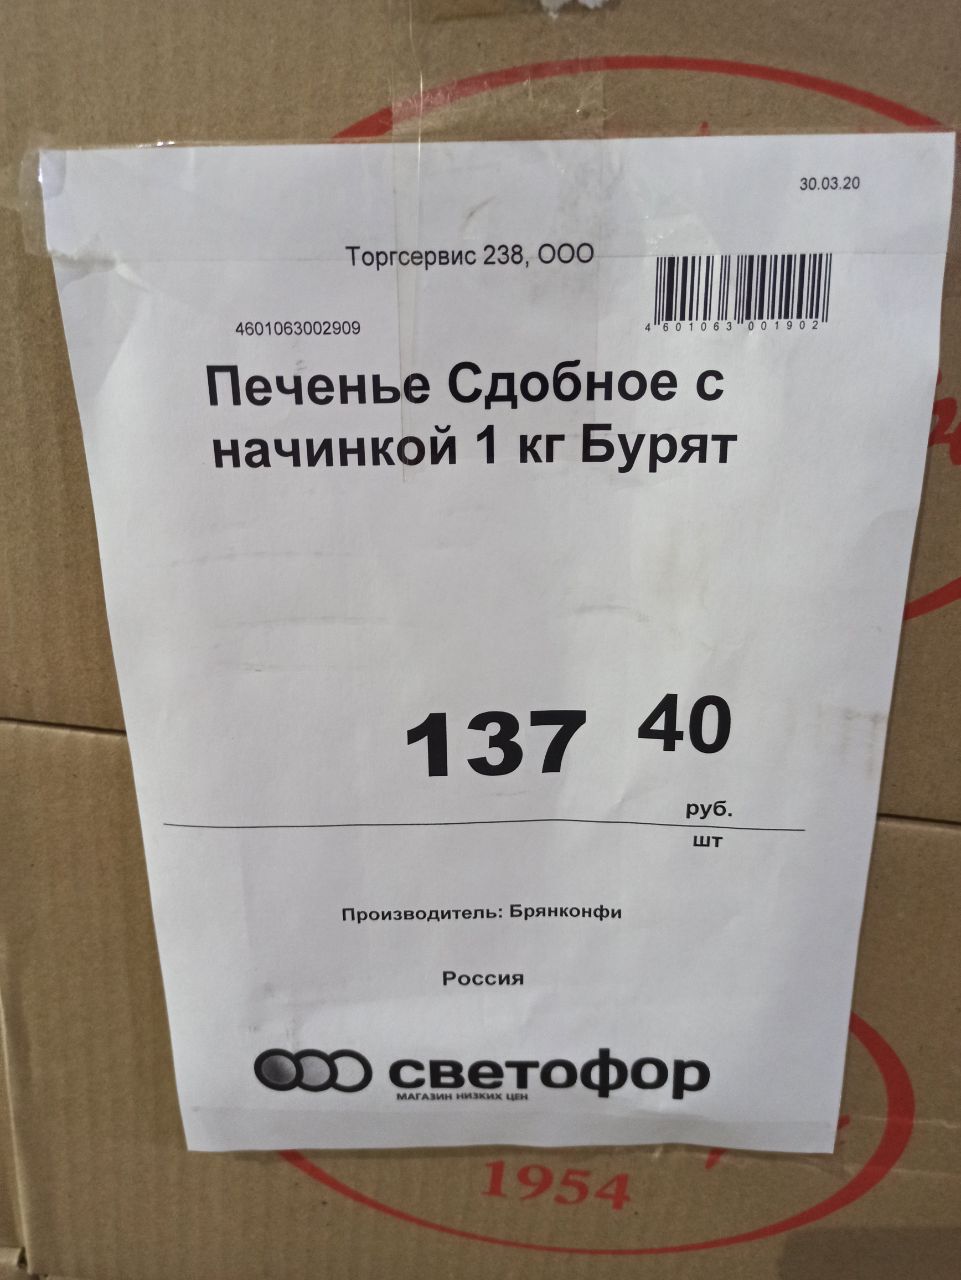 30.03.20
Торгсервис 238, ООО
4601063002909
4 601063 001902
Печенье Сдобное с
начинкой 1 кг Бурят
137 40
руб.
шт
Производитель: Брянконфи
Россия
светофор
МАГАЗИН НИЗКИХ ЦЕН
1954